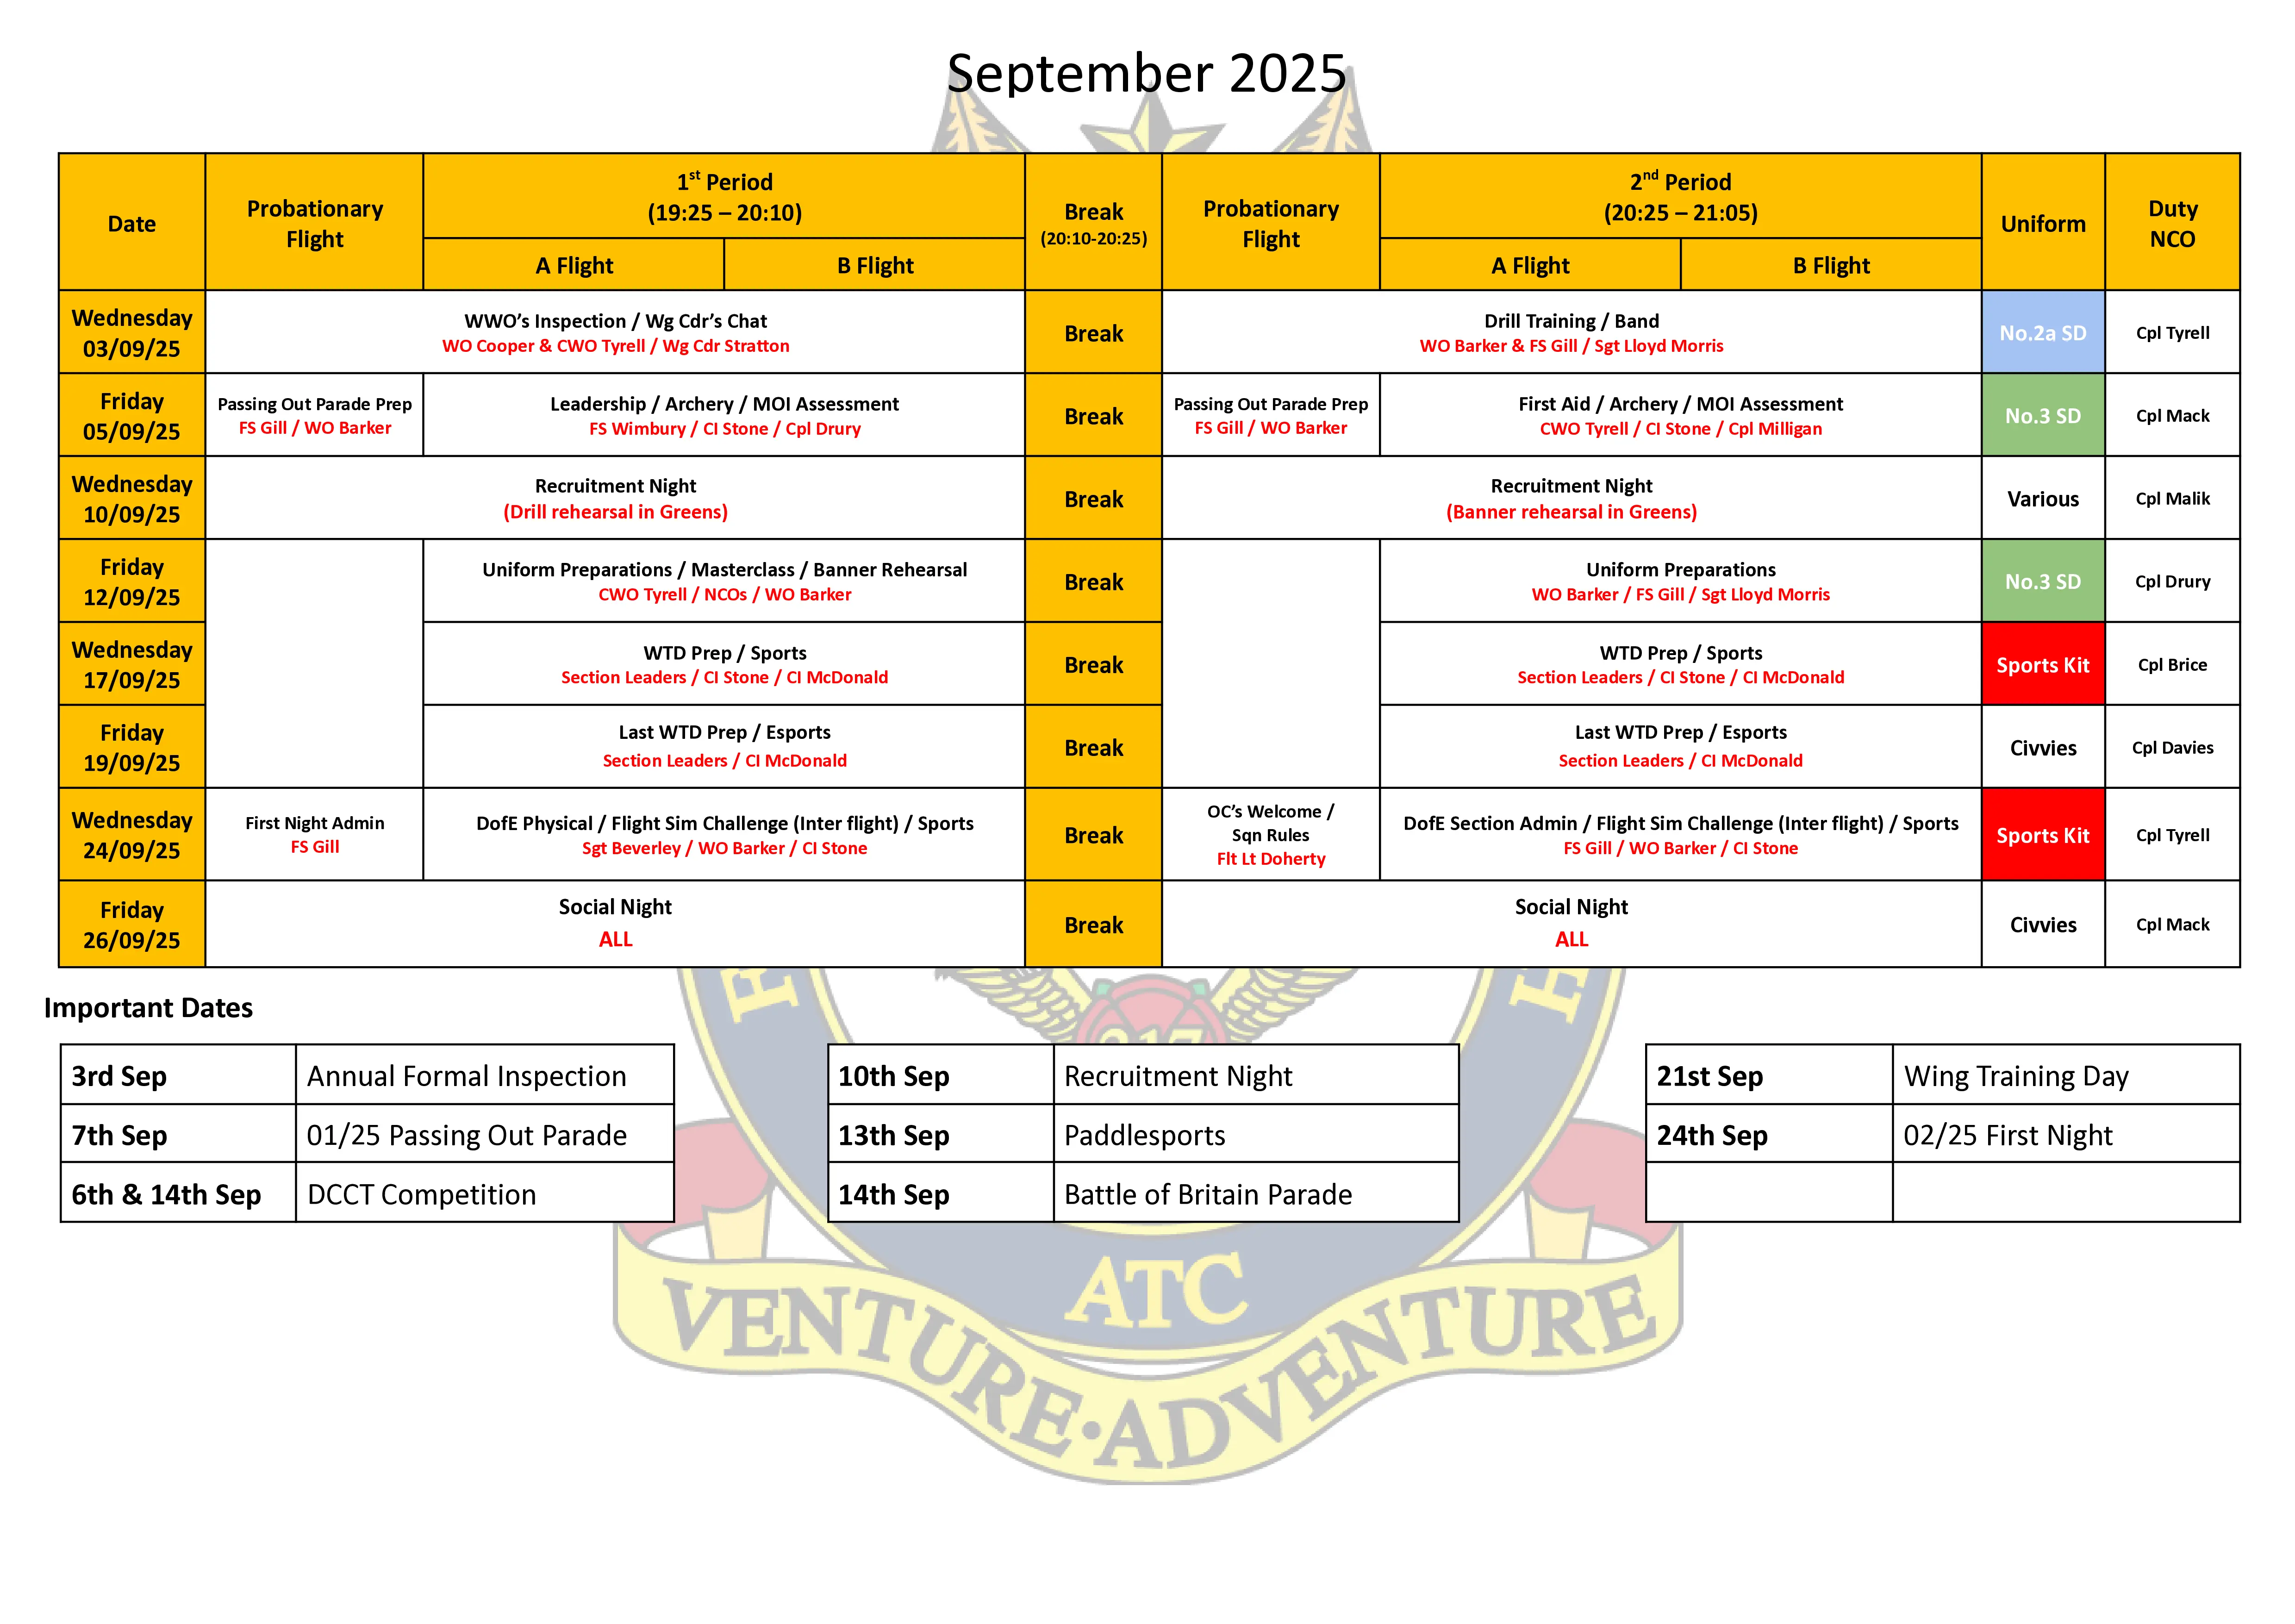 September 2025
Date
Probationary
Flight
1st Period
(19:25 – 20:10)
A Flight
B Flight
Break
(20:10-20:25)
Probationary
Flight
2nd Period
(20:25 – 21:05)
A Flight
B Flight
Uniform
Duty
NCO
Wednesday
03/09/25
WWO’s Inspection / Wg Cdr’s Chat
WO Cooper & CWO Tyrell / Wg Cdr Stratton
Break
Drill Training / Band
WO Barker & FS Gill / Sgt Lloyd Morris
No.2a SD
Cpl Tyrell
Friday
05/09/25
Passing Out Parade Prep
FS Gill / WO Barker
Leadership / Archery / MOI Assessment
FS Wimbury / CI Stone / Cpl Drury
Break
Passing Out Parade Prep
FS Gill / WO Barker
First Aid / Archery / MOI Assessment
CWO Tyrell / CI Stone / Cpl Milligan
No.3 SD
Cpl Mack
Wednesday
10/09/25
Recruitment Night
(Drill rehearsal in Greens)
Break
Recruitment Night
(Banner rehearsal in Greens)
Various
Cpl Malik
Friday
12/09/25
Uniform Preparations / Masterclass / Banner Rehearsal
CWO Tyrell / NCOs / WO Barker
Break
Uniform Preparations
WO Barker / FS Gill / Sgt Lloyd Morris
No.3 SD
Cpl Drury
Wednesday
17/09/25
WTD Prep / Sports
Section Leaders / CI Stone / CI McDonald
Break
WTD Prep / Sports
Section Leaders / CI Stone / CI McDonald
Sports Kit
Cpl Brice
Friday
19/09/25
Last WTD Prep / Esports
Section Leaders / CI McDonald
Break
Last WTD Prep / Esports
Section Leaders / CI McDonald
Civvies
Cpl Davies
Wednesday
24/09/25
First Night Admin
FS Gill
DofE Physical / Flight Sim Challenge (Inter flight) / Sports
Sgt Beverley / WO Barker / CI Stone
Break
OC’s Welcome /
Sqn Rules
Flt Lt Doherty
DofE Section Admin / Flight Sim Challenge (Inter flight) / Sports
FS Gill / WO Barker / CI Stone
Sports Kit
Cpl Tyrell
Friday
26/09/25
Social Night
ALL
Break
Social Night
ALL
Civvies
Cpl Mack
Important Dates
3rd Sep
Annual Formal Inspection
7th Sep
01/25 Passing Out Parade
6th & 14th Sep
DCCT Competition
10th Sep
Recruitment Night
13th Sep
Paddlesports
14th Sep
Battle of Britain Parade
21st Sep
Wing Training Day
24th Sep
02/25 First Night
ATC
VENTURE·ADVENTURE